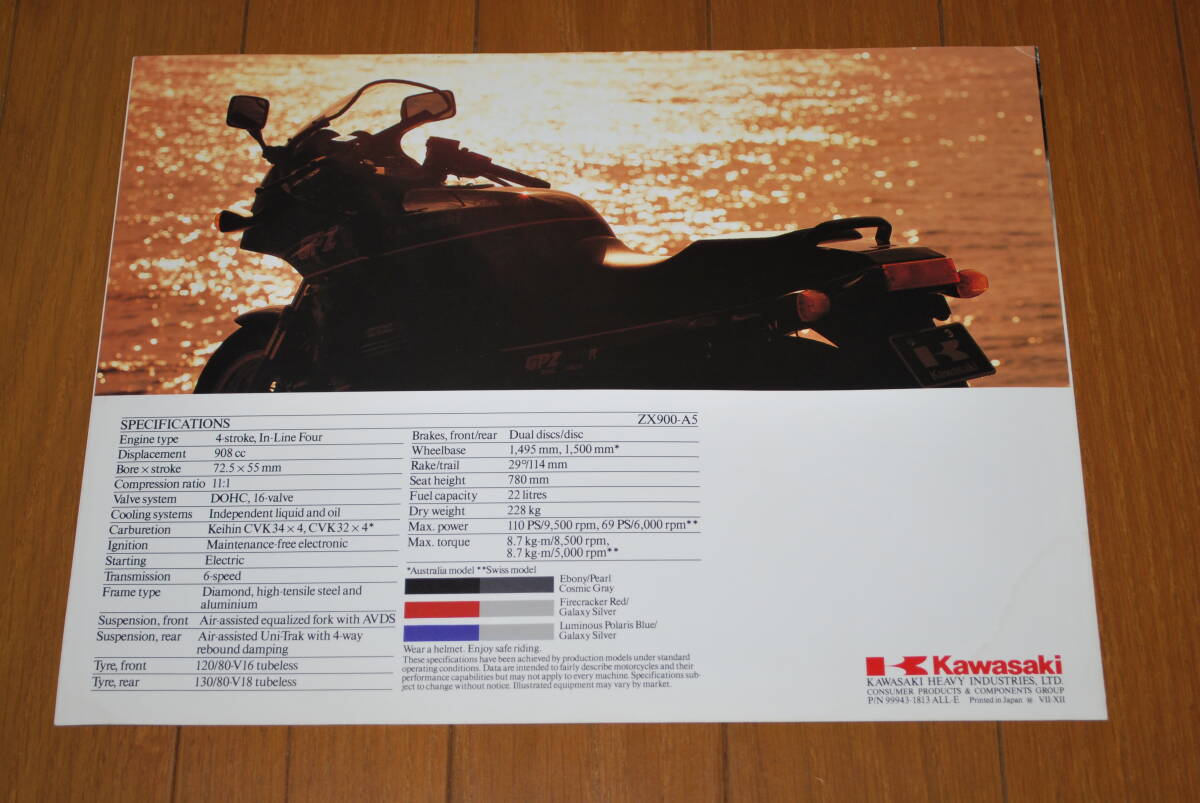 GPZ
GPZ R
Kawasaki
SPECIFICATIONS ZX900-A5
Engine type 4-stroke, In-Line Four
Displacement 908 cc
Bore × stroke 72.5 × 55 mm
Compression ratio 11:1
Valve system DOHC, 16-valve
Cooling systems Independent liquid and oil
Carburetion Keihin CVK34 × 4, CVK32 × 4*
Ignition Maintenance-free electronic
Starting Electric
Transmission 6-speed
Frame type Diamond, high-tensile steel and
aluminium
Suspension, front Air-assisted equalized fork with AVDS
Suspension, rear Air-assisted Uni-Trak with 4-way
rebound damping
Tyre, front 120/80-V16 tubeless
Tyre, rear 130/80-V18 tubeless
Brakes, front/rear Dual discs/disc
Wheelbase 1,495 mm, 1,500 mm*
Rake/trail 29°/114 mm
Seat height 780 mm
Fuel capacity 22 litres
Dry weight 228 kg
Max. power 110 PS/9,500 rpm, 69 PS/6,000 rpm**
Max. torque 8.7 kg-m/8,500 rpm,
8.7 kg-m/5,000 rpm**
*Australia model **Swiss model
Ebony/Pearl
Cosmic Gray
Firecracker Red/
Galaxy Silver
Luminous Polaris Blue/
Galaxy Silver
Wear a helmet. Enjoy safe riding.
These specifications have been achieved by production models under standard
operating conditions. Data are intended to fairly describe motorcycles and their
performance capabilities but may not apply to every machine. Specifications sub-
ject to change without notice. Illustrated equipment may vary by market.
Kawasaki
KAWASAKI HEAVY INDUSTRIES, LTD.
CONSUMER PRODUCTS & COMPONENTS GROUP
P/N 99943-1813 ALL-E Printed in Japan VII-XII